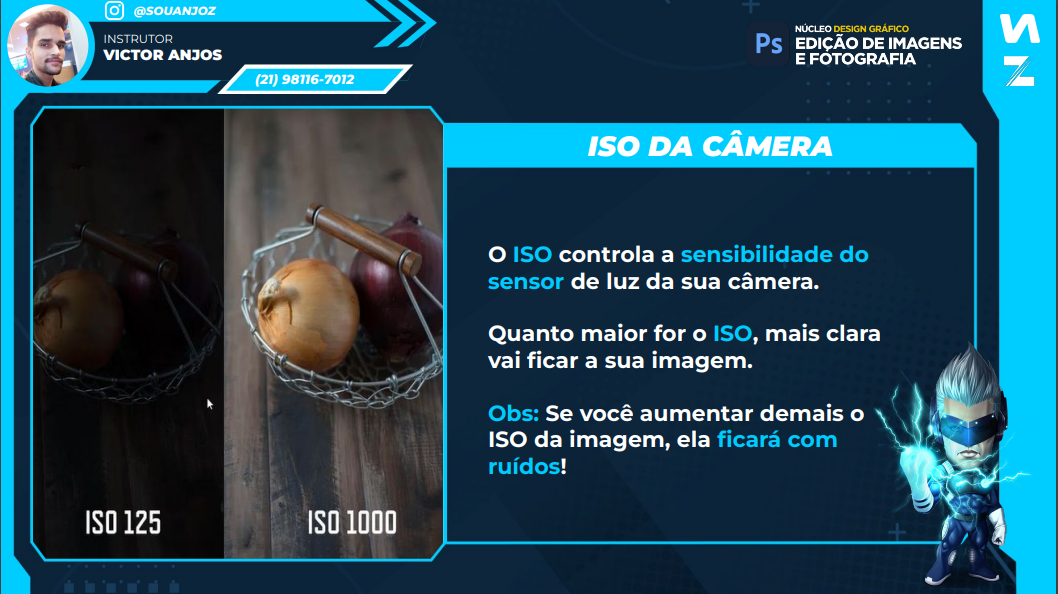 @SOUANJOZ
INSTRUTOR
VICTOR ANJOS
(21) 98116-7012
Ps
NÚCLEO DESIGN GRÁFICO
EDIÇÃO DE IMAGENS
E FOTOGRAFIA
ISO DA CÂMERA
O ISO controla a sensibilidade do
sensor de luz da sua câmera.
Quanto maior for o ISO, mais clara
vai ficar a sua imagem.
Obs: Se você aumentar demais o
ISO da imagem, ela ficará com
ruídos!
ISO 125
ISO 1000